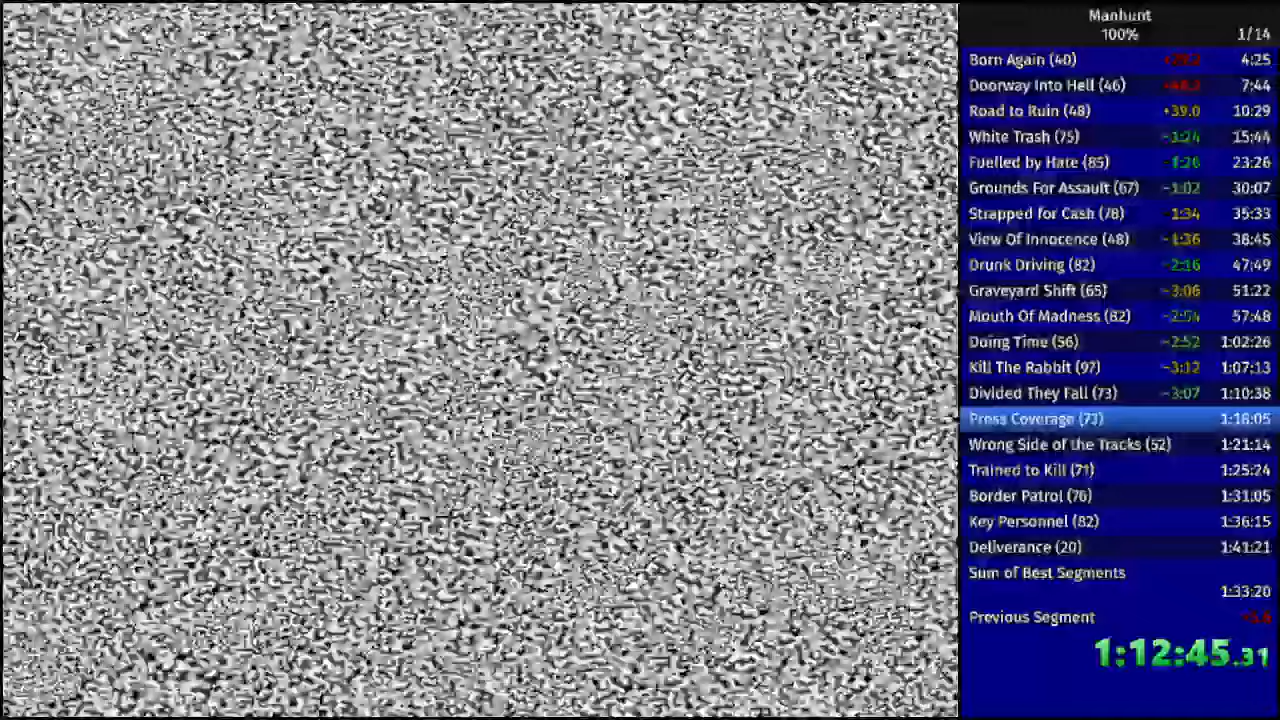 Manhunt
100% 1/14
Born Again (40) 4:25
Doorway Into Hell (46) 7:44
Road to Ruin (48) +39.0 10:29
White Trash (75) -1:24 15:44
Fuelled by Hate (85) -1:26 23:26
Grounds For Assault (67) -1:02 30:07
Strapped for Cash (78) -1:34 35:33
View Of Innocence (48) -1:36 38:45
Drunk Driving (82) -2:16 47:49
Graveyard Shift (65) -3:06 51:22
Mouth Of Madness (82) -2:54 57:48
Doing Time (56) -2:52 1:02:26
Kill The Rabbit (97) -3:12 1:07:13
Divided They Fall (73) -3:07 1:10:38
Press Coverage (73) 1:18:05
Wrong Side of the Tracks (52) 1:21:14
Trained to Kill (71) 1:25:24
Border Patrol (76) 1:31:05
Key Personnel (82) 1:36:15
Deliverance (20) 1:41:21
Sum of Best Segments
1:33:20
Previous Segment
1:12:45.31